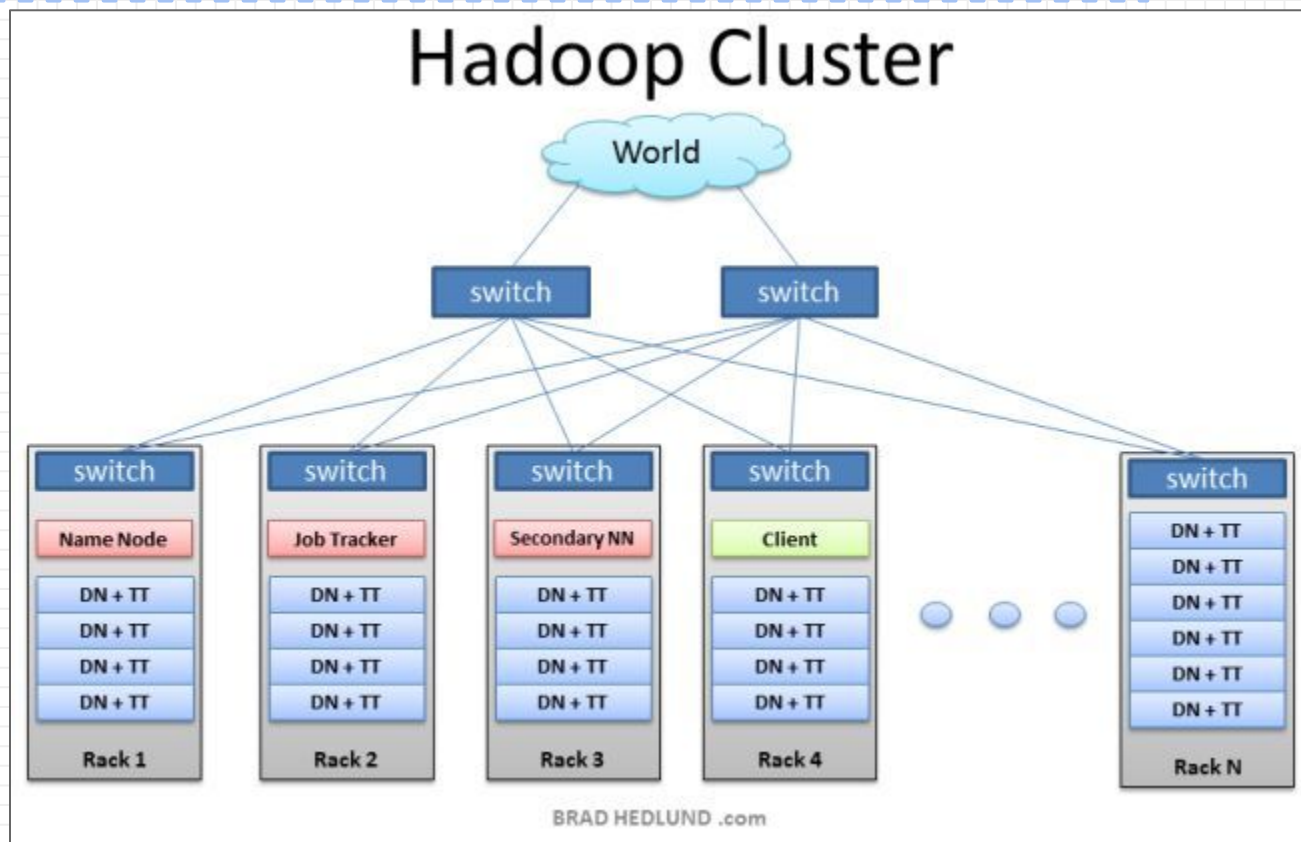 Hadoop Cluster
World
switch
switch
switch
Name Node
DN + TT
DN + TT
DN + TT
DN + TT
Rack 1
switch
Job Tracker
DN + TT
DN + TT
DN + TT
DN + TT
Rack 2
switch
Secondary NN
DN + TT
DN + TT
DN + TT
DN + TT
Rack 3
switch
Client
DN + TT
DN + TT
DN + TT
DN + TT
Rack 4
switch
DN + TT
DN + TT
DN + TT
DN + TT
DN + TT
DN + TT
Rack N
BRAD HEDLUND .com